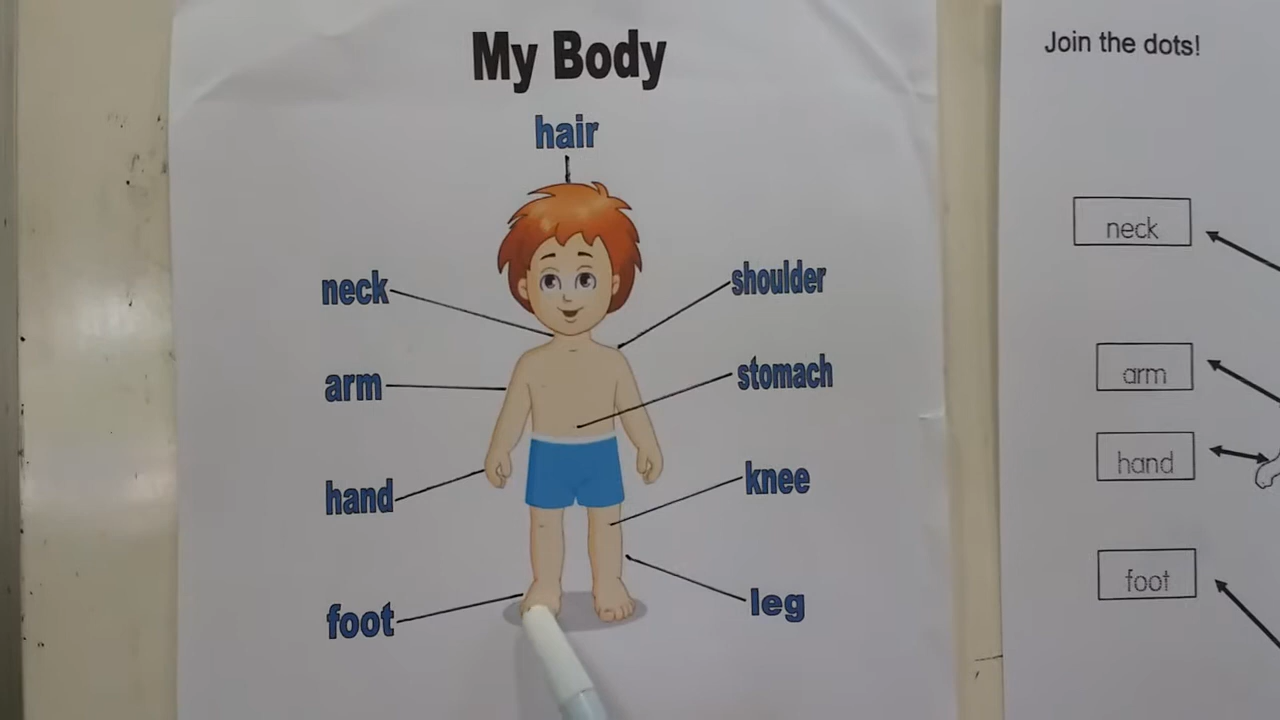 My Body
hair
neck
shoulder
arm
stomach
hand
knee
foot
leg
Join the dots!
neck
arm
hand
foot